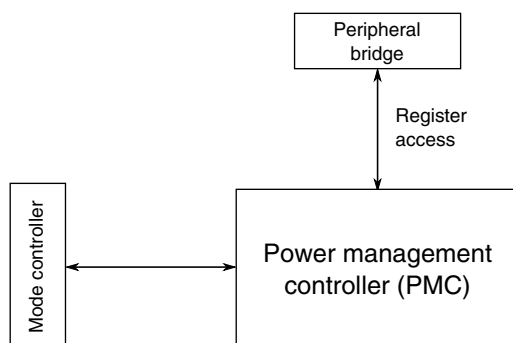 Peripheral
bridge
Register
access
Mode controller
Power management
controller (PMC)